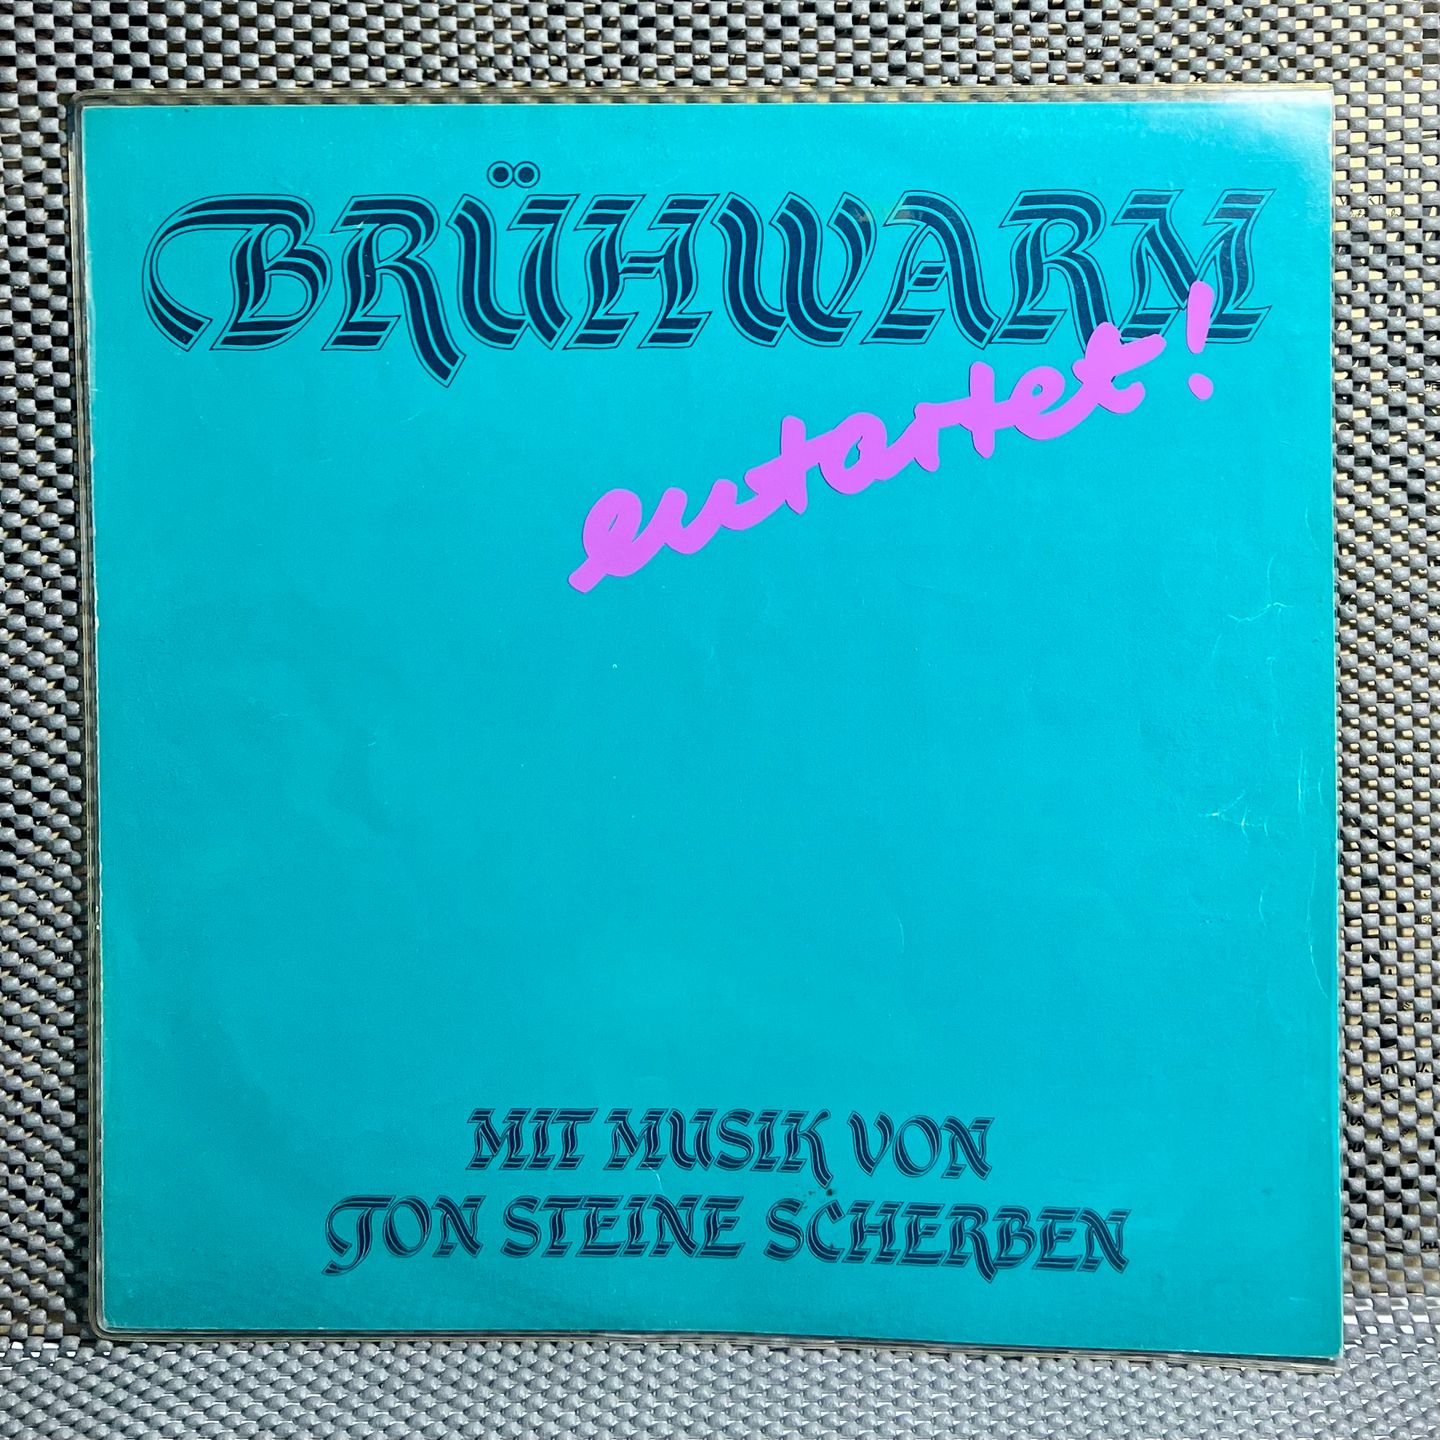 BRÜHWARM
entartet!
MIT MUSIK VON
TON STEINE SCHERBEN